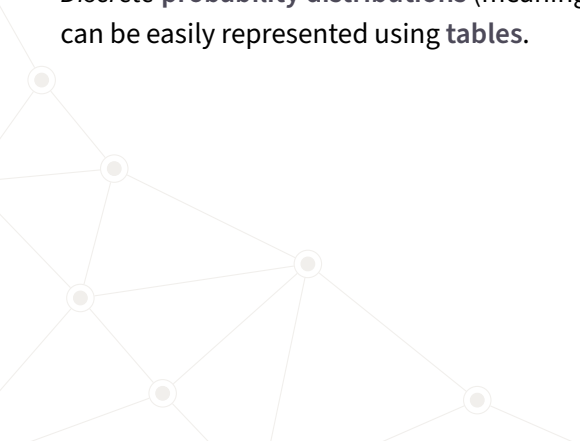 Discrete probability distributions (meaning
can be easily represented using tables.